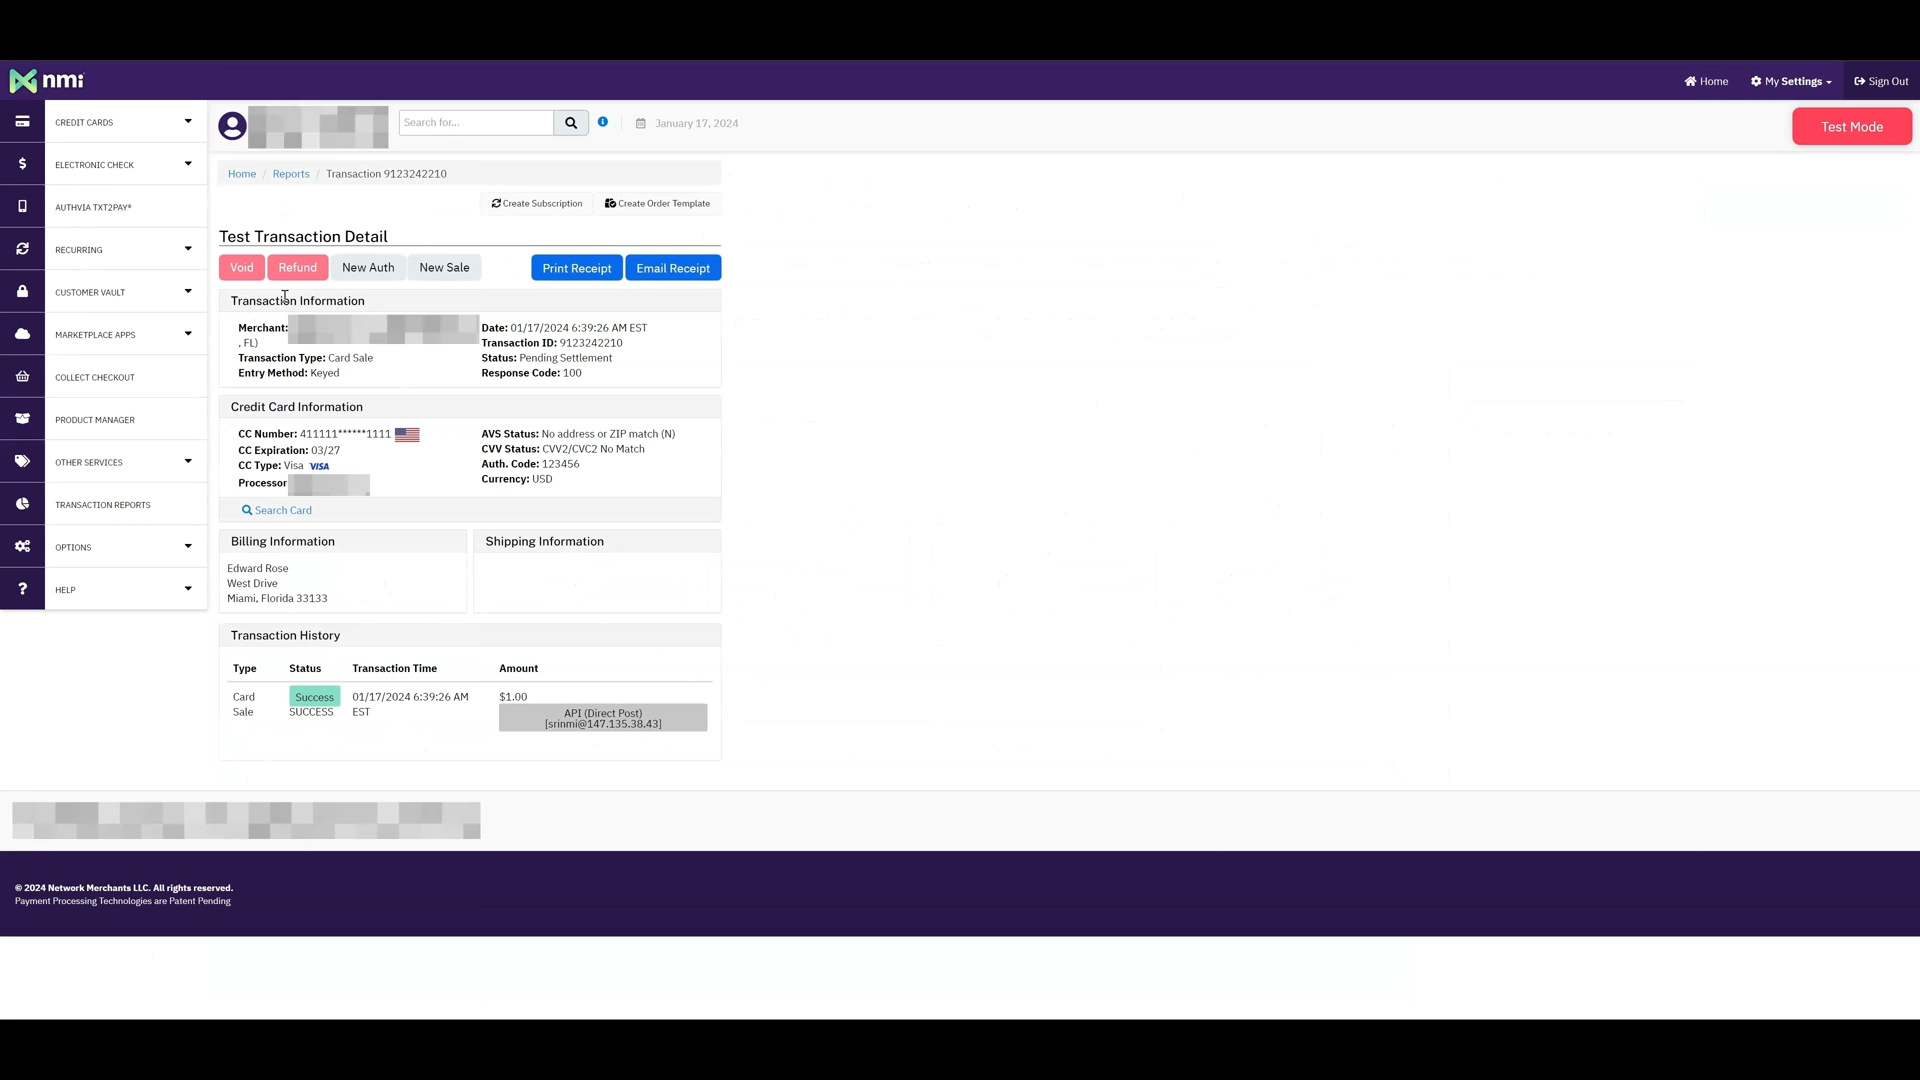 nmi
Home
My Settings
Sign Out
CREDIT CARDS
ELECTRONIC CHECK
AUTHVIA TXT2PAY®
RECURRING
CUSTOMER VAULT
MARKETPLACE APPS
COLLECT CHECKOUT
PRODUCT MANAGER
OTHER SERVICES
TRANSACTION REPORTS
OPTIONS
HELP
Search for...
January 17, 2024
Test Mode
Home / Reports / Transaction 9123242210
Create Subscription
Create Order Template
Test Transaction Detail
Void
Refund
New Auth
New Sale
Print Receipt
Email Receipt
Transaction Information
Merchant:
, FL)
Transaction Type: Card Sale
Entry Method: Keyed
Date: 01/17/2024 6:39:26 AM EST
Transaction ID: 9123242210
Status: Pending Settlement
Response Code: 100
Credit Card Information
CC Number: 411111******1111
CC Expiration: 03/27
CC Type: Visa VISA
Processor
AVS Status: No address or ZIP match (N)
CVV Status: CVV2/CVC2 No Match
Auth. Code: 123456
Currency: USD
Search Card
Billing Information
Edward Rose
West Drive
Miami, Florida 33133
Shipping Information
Transaction History
Type Status Transaction Time Amount
Card Success 01/17/2024 6:39:26 AM $1.00
Sale SUCCESS EST
API (Direct Post)
[srinmi@147.135.38.43]
© 2024 Network Merchants LLC. All rights reserved.
Payment Processing Technologies are Patent Pending